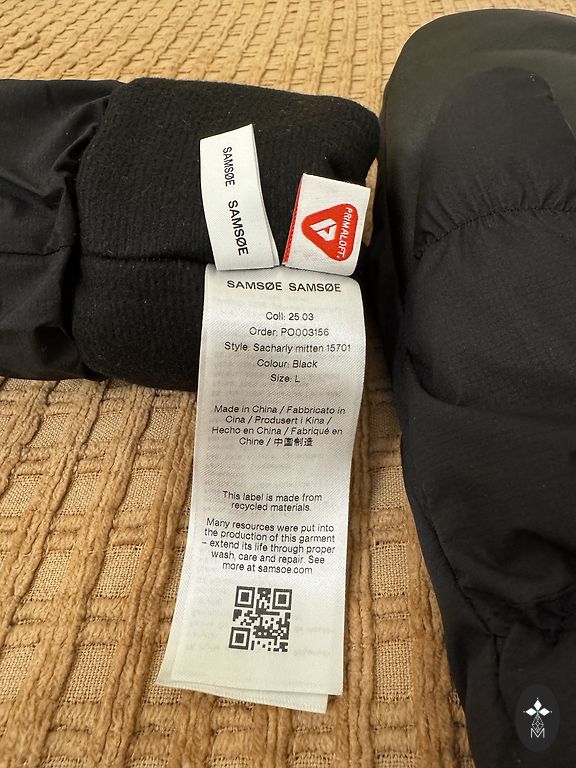 SAMSØE SAMSØE
PRIMALOFT®
SAMSØE SAMSØE
Coll: 25.03
Order: PO003156
Style: Sacharly mitten 15701
Colour: Black
Size: L
Made in China / Fabbricato in
Cina / Produsert i Kina /
Hecho en China / Fabriqué en
Chine / 中国制造
This label is made from
recycled materials.
Many resources were put into
the production of this garment
– extend its life through proper
wash, care and repair. See
more at samsoe.com